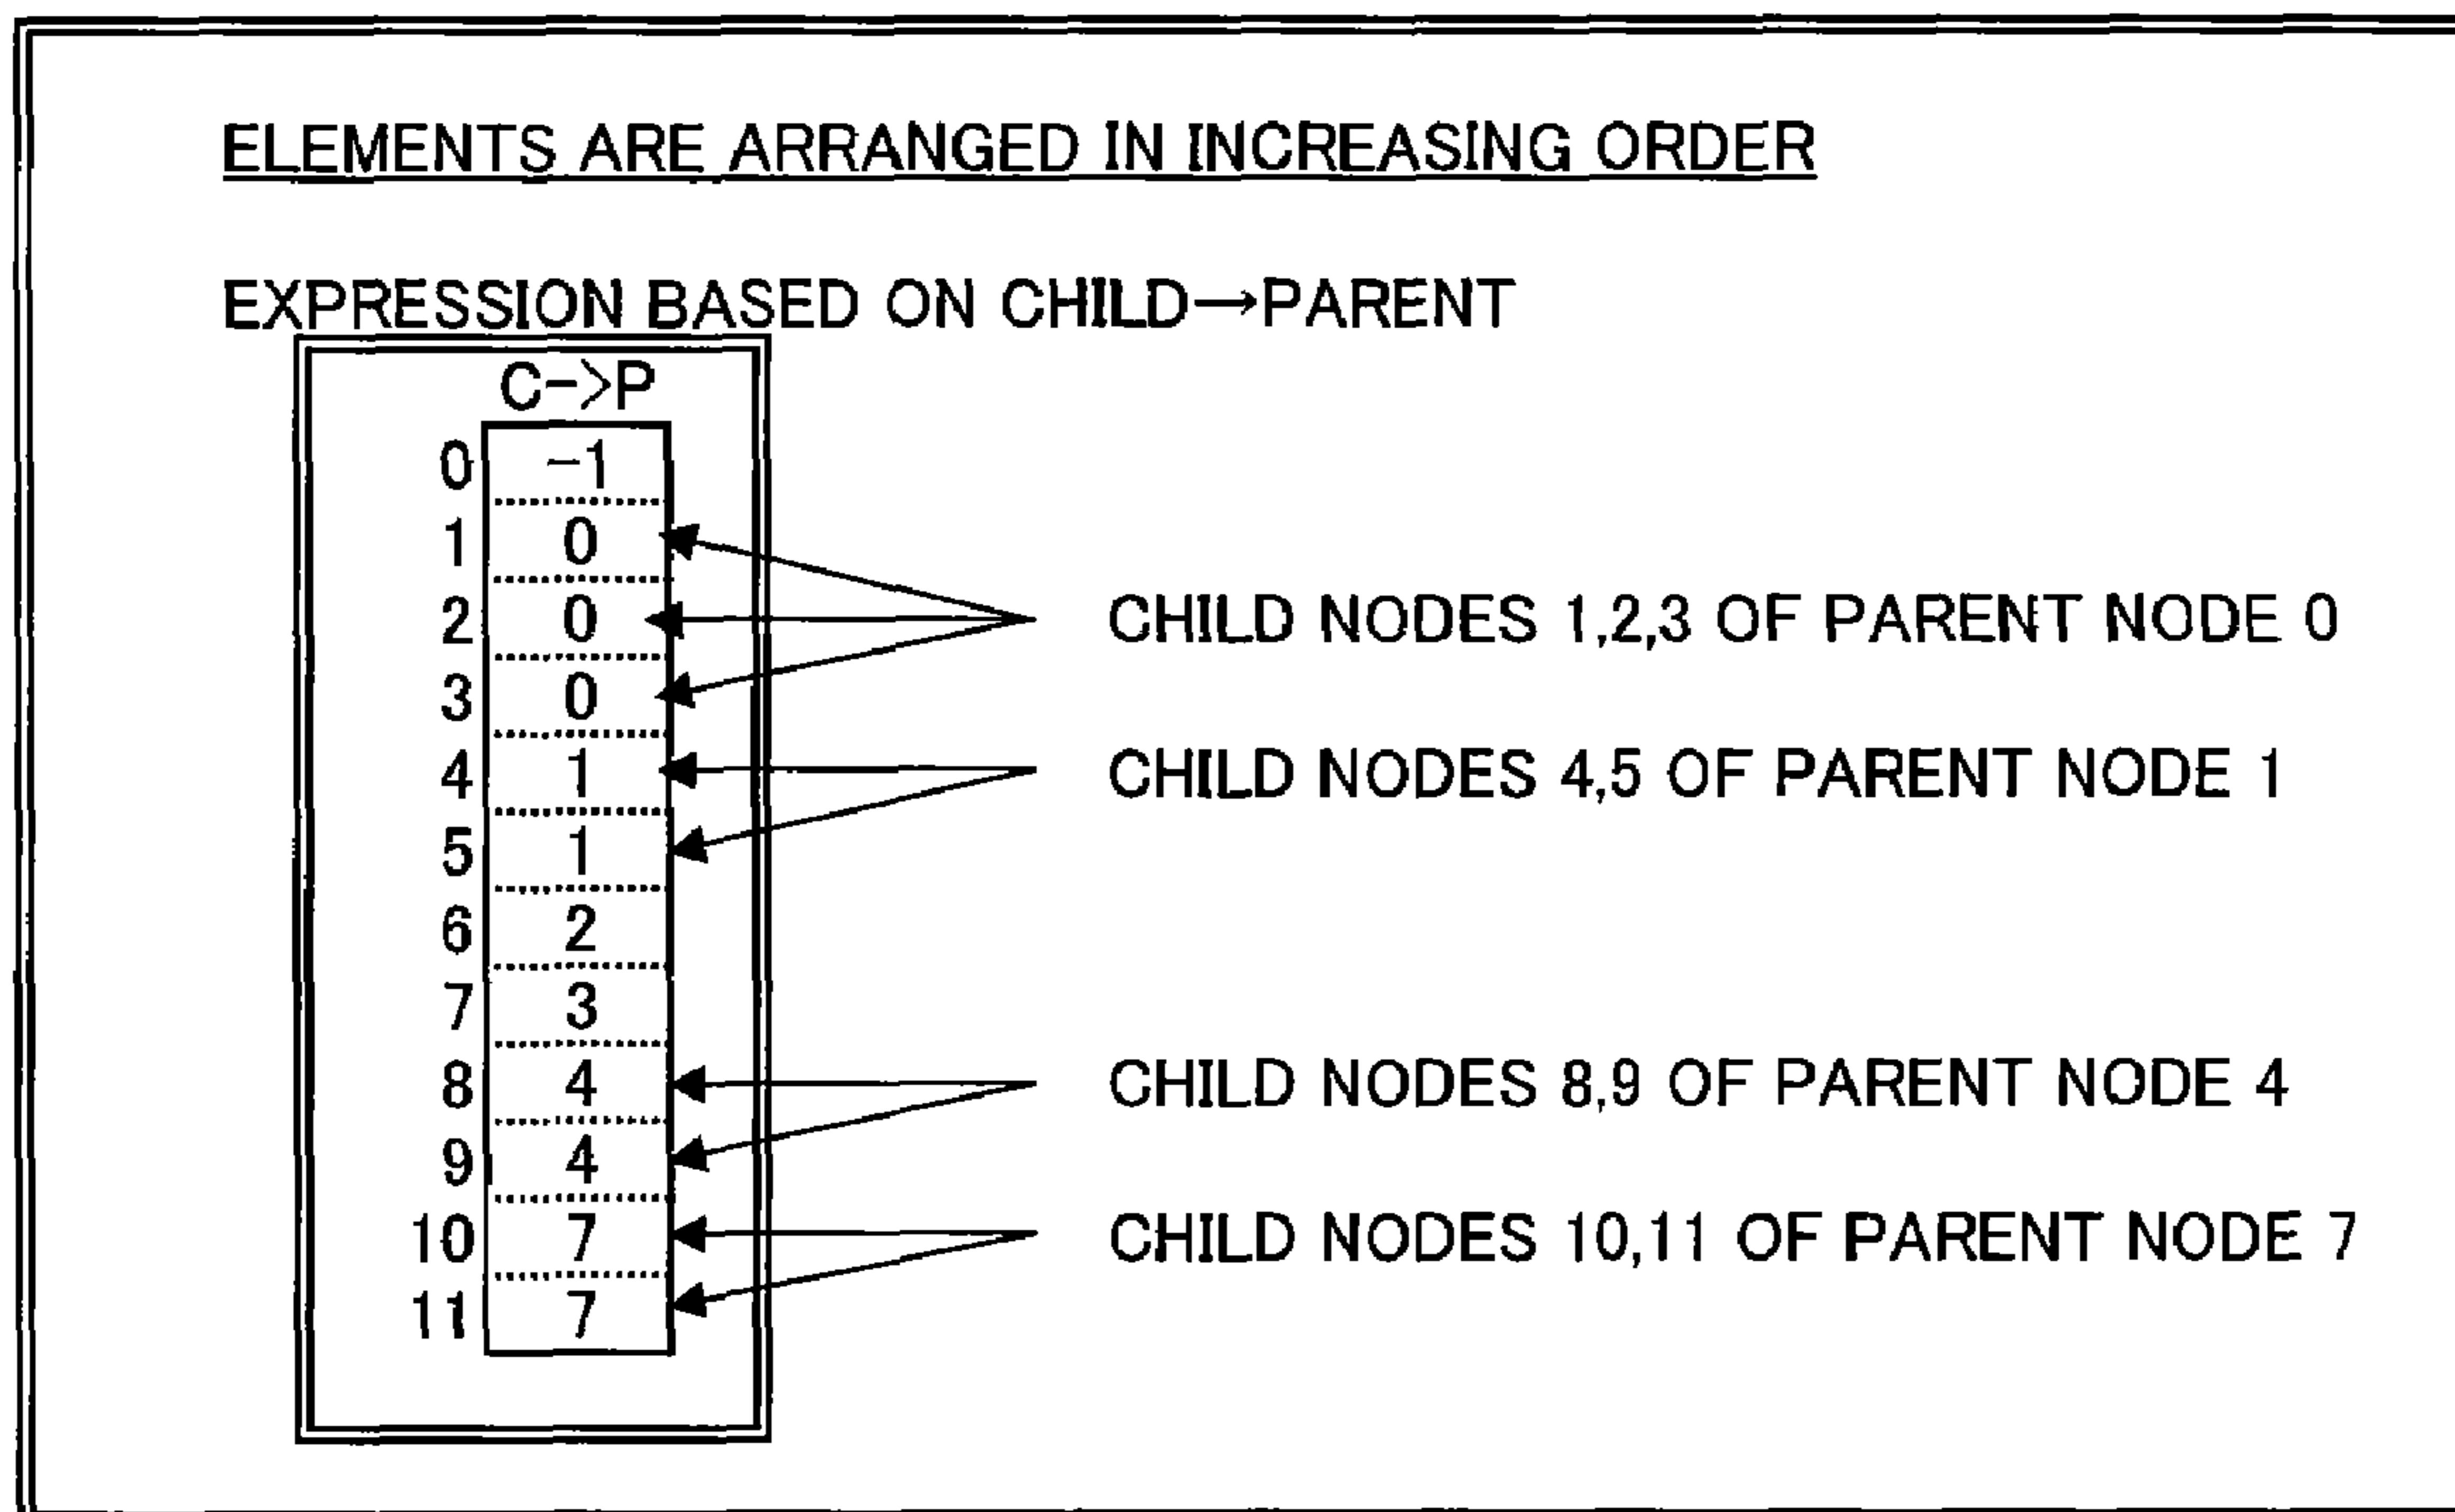 ELEMENTS ARE ARRANGED IN INCREASING ORDER
EXPRESSION BASED ON CHILD→PARENT
C->P
0 -1
1 0
2 0 CHILD NODES 1,2,3 OF PARENT NODE 0
3 0
4 1 CHILD NODES 4,5 OF PARENT NODE 1
5 1
6 2
7 3
8 4 CHILD NODES 8,9 OF PARENT NODE 4
9 4
10 7 CHILD NODES 10,11 OF PARENT NODE 7
11 7